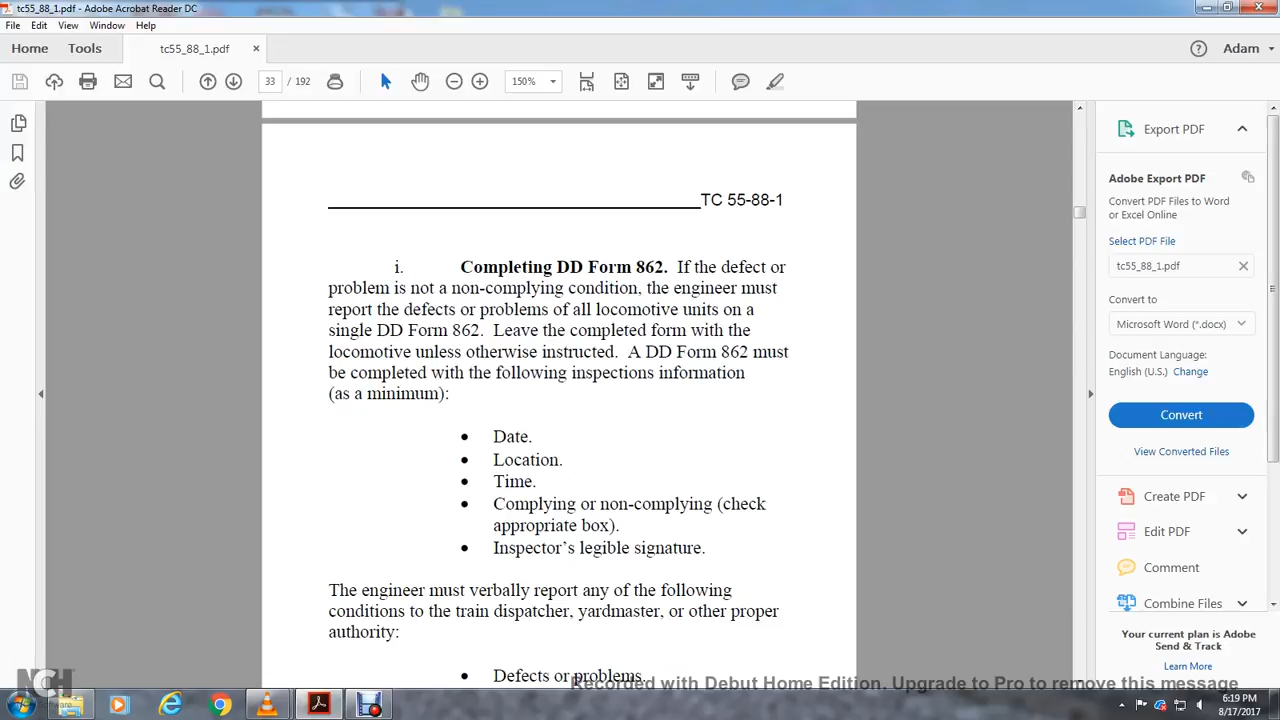 tc55_88_1.pdf - Adobe Acrobat Reader DC
File Edit View Window Help
Home Tools tc55_88_1.pdf × Adam
33 / 192 150%
TC 55-88-1
i. Completing DD Form 862. If the defect or
problem is not a non-complying condition, the engineer must
report the defects or problems of all locomotive units on a
single DD Form 862. Leave the completed form with the
locomotive unless otherwise instructed. A DD Form 862 must
be completed with the following inspections information
(as a minimum):
• Date.
• Location.
• Time.
• Complying or non-complying (check
appropriate box).
• Inspector’s legible signature.
The engineer must verbally report any of the following
conditions to the train dispatcher, yardmaster, or other proper
authority:
• Defects or problems.
Export PDF
Adobe Export PDF
Convert PDF Files to Word
or Excel Online
Select PDF File
tc55_88_1.pdf
Convert to
Microsoft Word (*.docx)
Document Language:
English (U.S.) Change
Convert
View Converted Files
Create PDF
Edit PDF
Comment
Combine Files
Your current plan is Adobe
Send & Track
Learn More
NCH
Software
Recorded with Debut Home Edition. Upgrade to Pro to remove this message
6:19 PM
8/17/2017